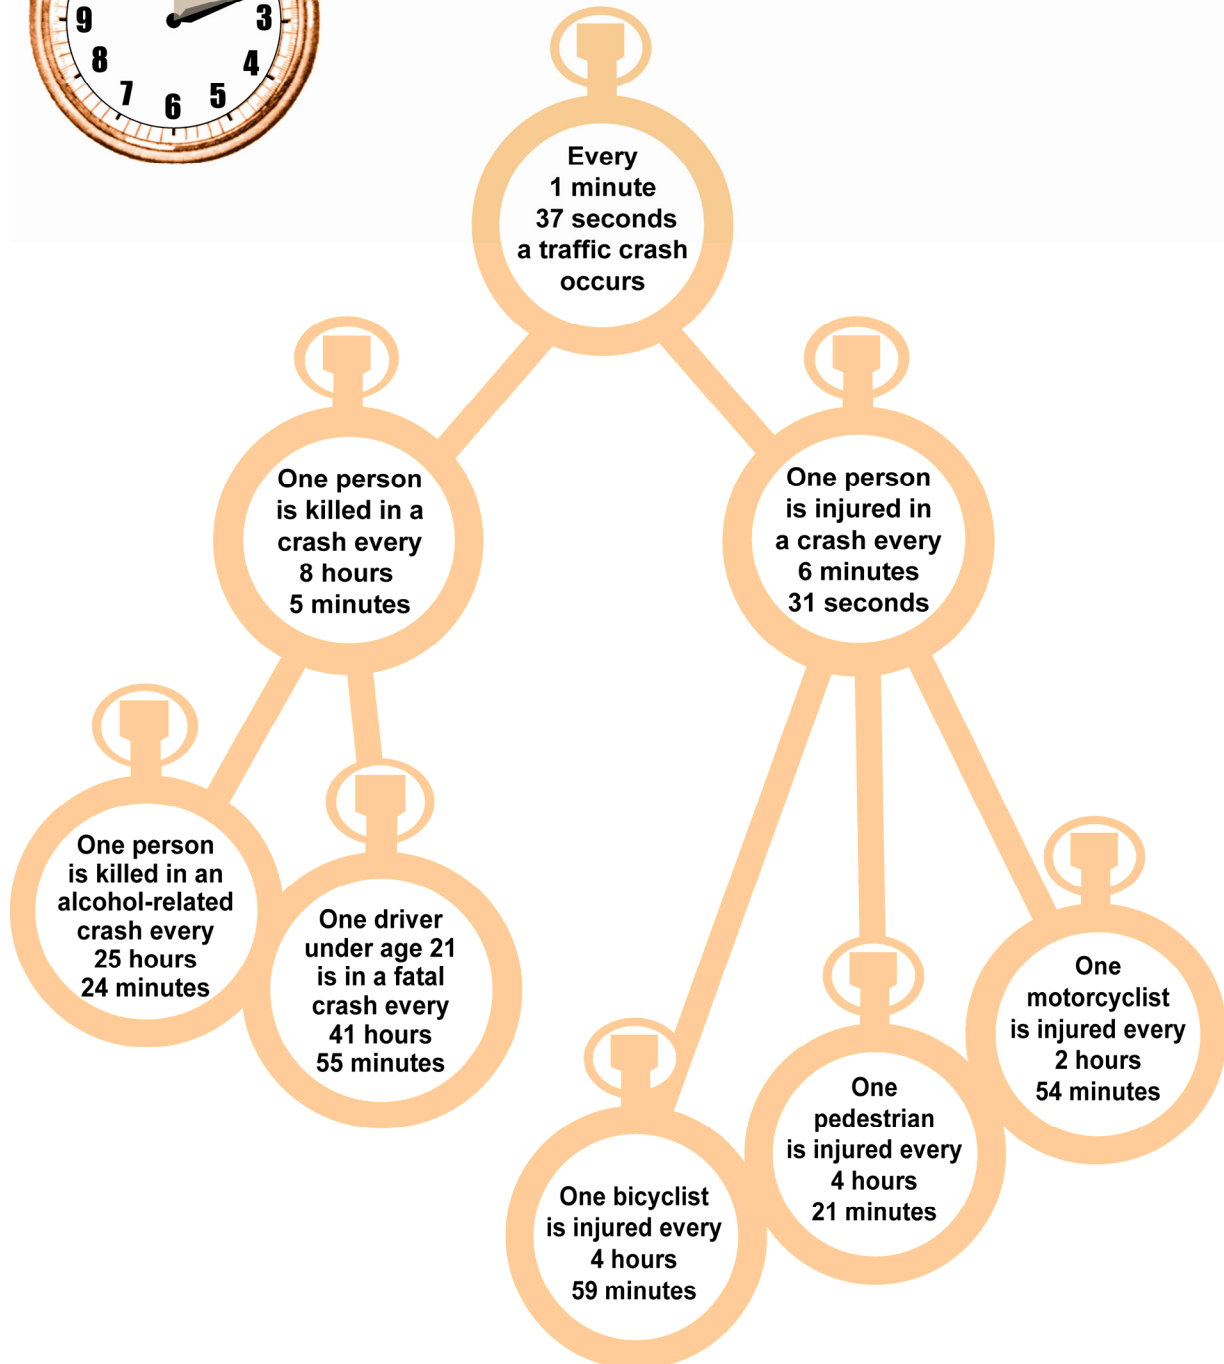 9
3
8
4
7
5
6
Every
1 minute
37 seconds
a traffic crash
occurs
One person
is killed in a
crash every
8 hours
5 minutes
One person
is injured in
a crash every
6 minutes
31 seconds
One person
is killed in an
alcohol-related
crash every
25 hours
24 minutes
One driver
under age 21
is in a fatal
crash every
41 hours
55 minutes
One
motorcyclist
is injured every
2 hours
54 minutes
One
pedestrian
is injured every
4 hours
21 minutes
One bicyclist
is injured every
4 hours
59 minutes